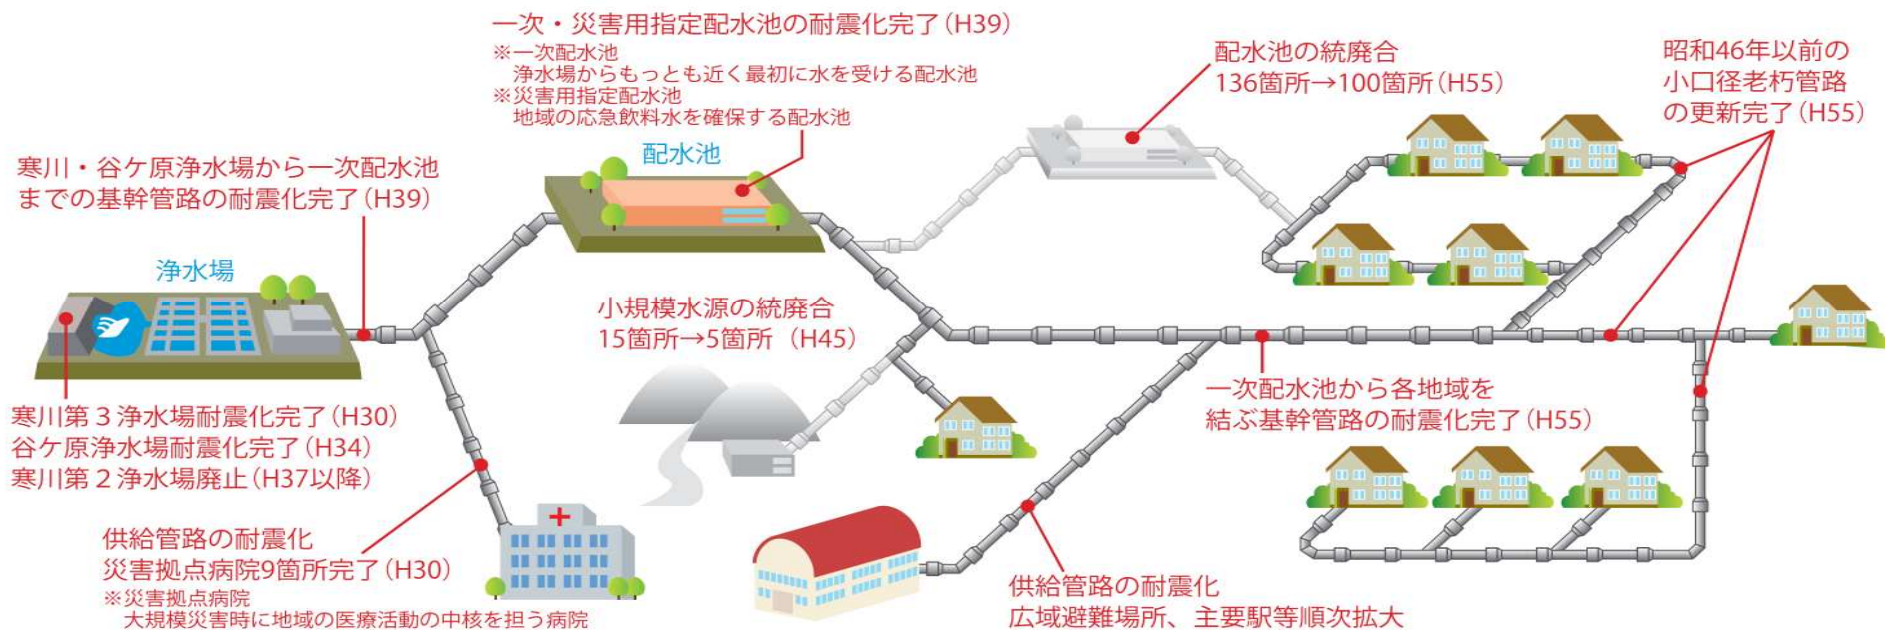 一次・災害用指定配水池の耐震化完了(H39)
※一次配水池
浄水場からもっとも近く最初に水を受ける配水池
※災害用指定配水池
地域の応急飲料水を確保する配水池
配水池
配水池の統廃合
136箇所→100箇所(H55)
昭和46年以前の
小口径老朽管路
の更新完了(H55)
寒川・谷ケ原浄水場から一次配水池
までの基幹管路の耐震化完了(H39)
浄水場
小規模水源の統廃合
15箇所→5箇所 (H45)
寒川第3浄水場耐震化完了(H30)
谷ケ原浄水場耐震化完了(H34)
寒川第2浄水場廃止(H37以降)
一次配水池から各地域を
結ぶ基幹管路の耐震化完了(H55)
供給管路の耐震化
災害拠点病院9箇所完了(H30)
※災害拠点病院
大規模災害時に地域の医療活動の中核を担う病院
供給管路の耐震化
広域避難場所、主要駅等順次拡大